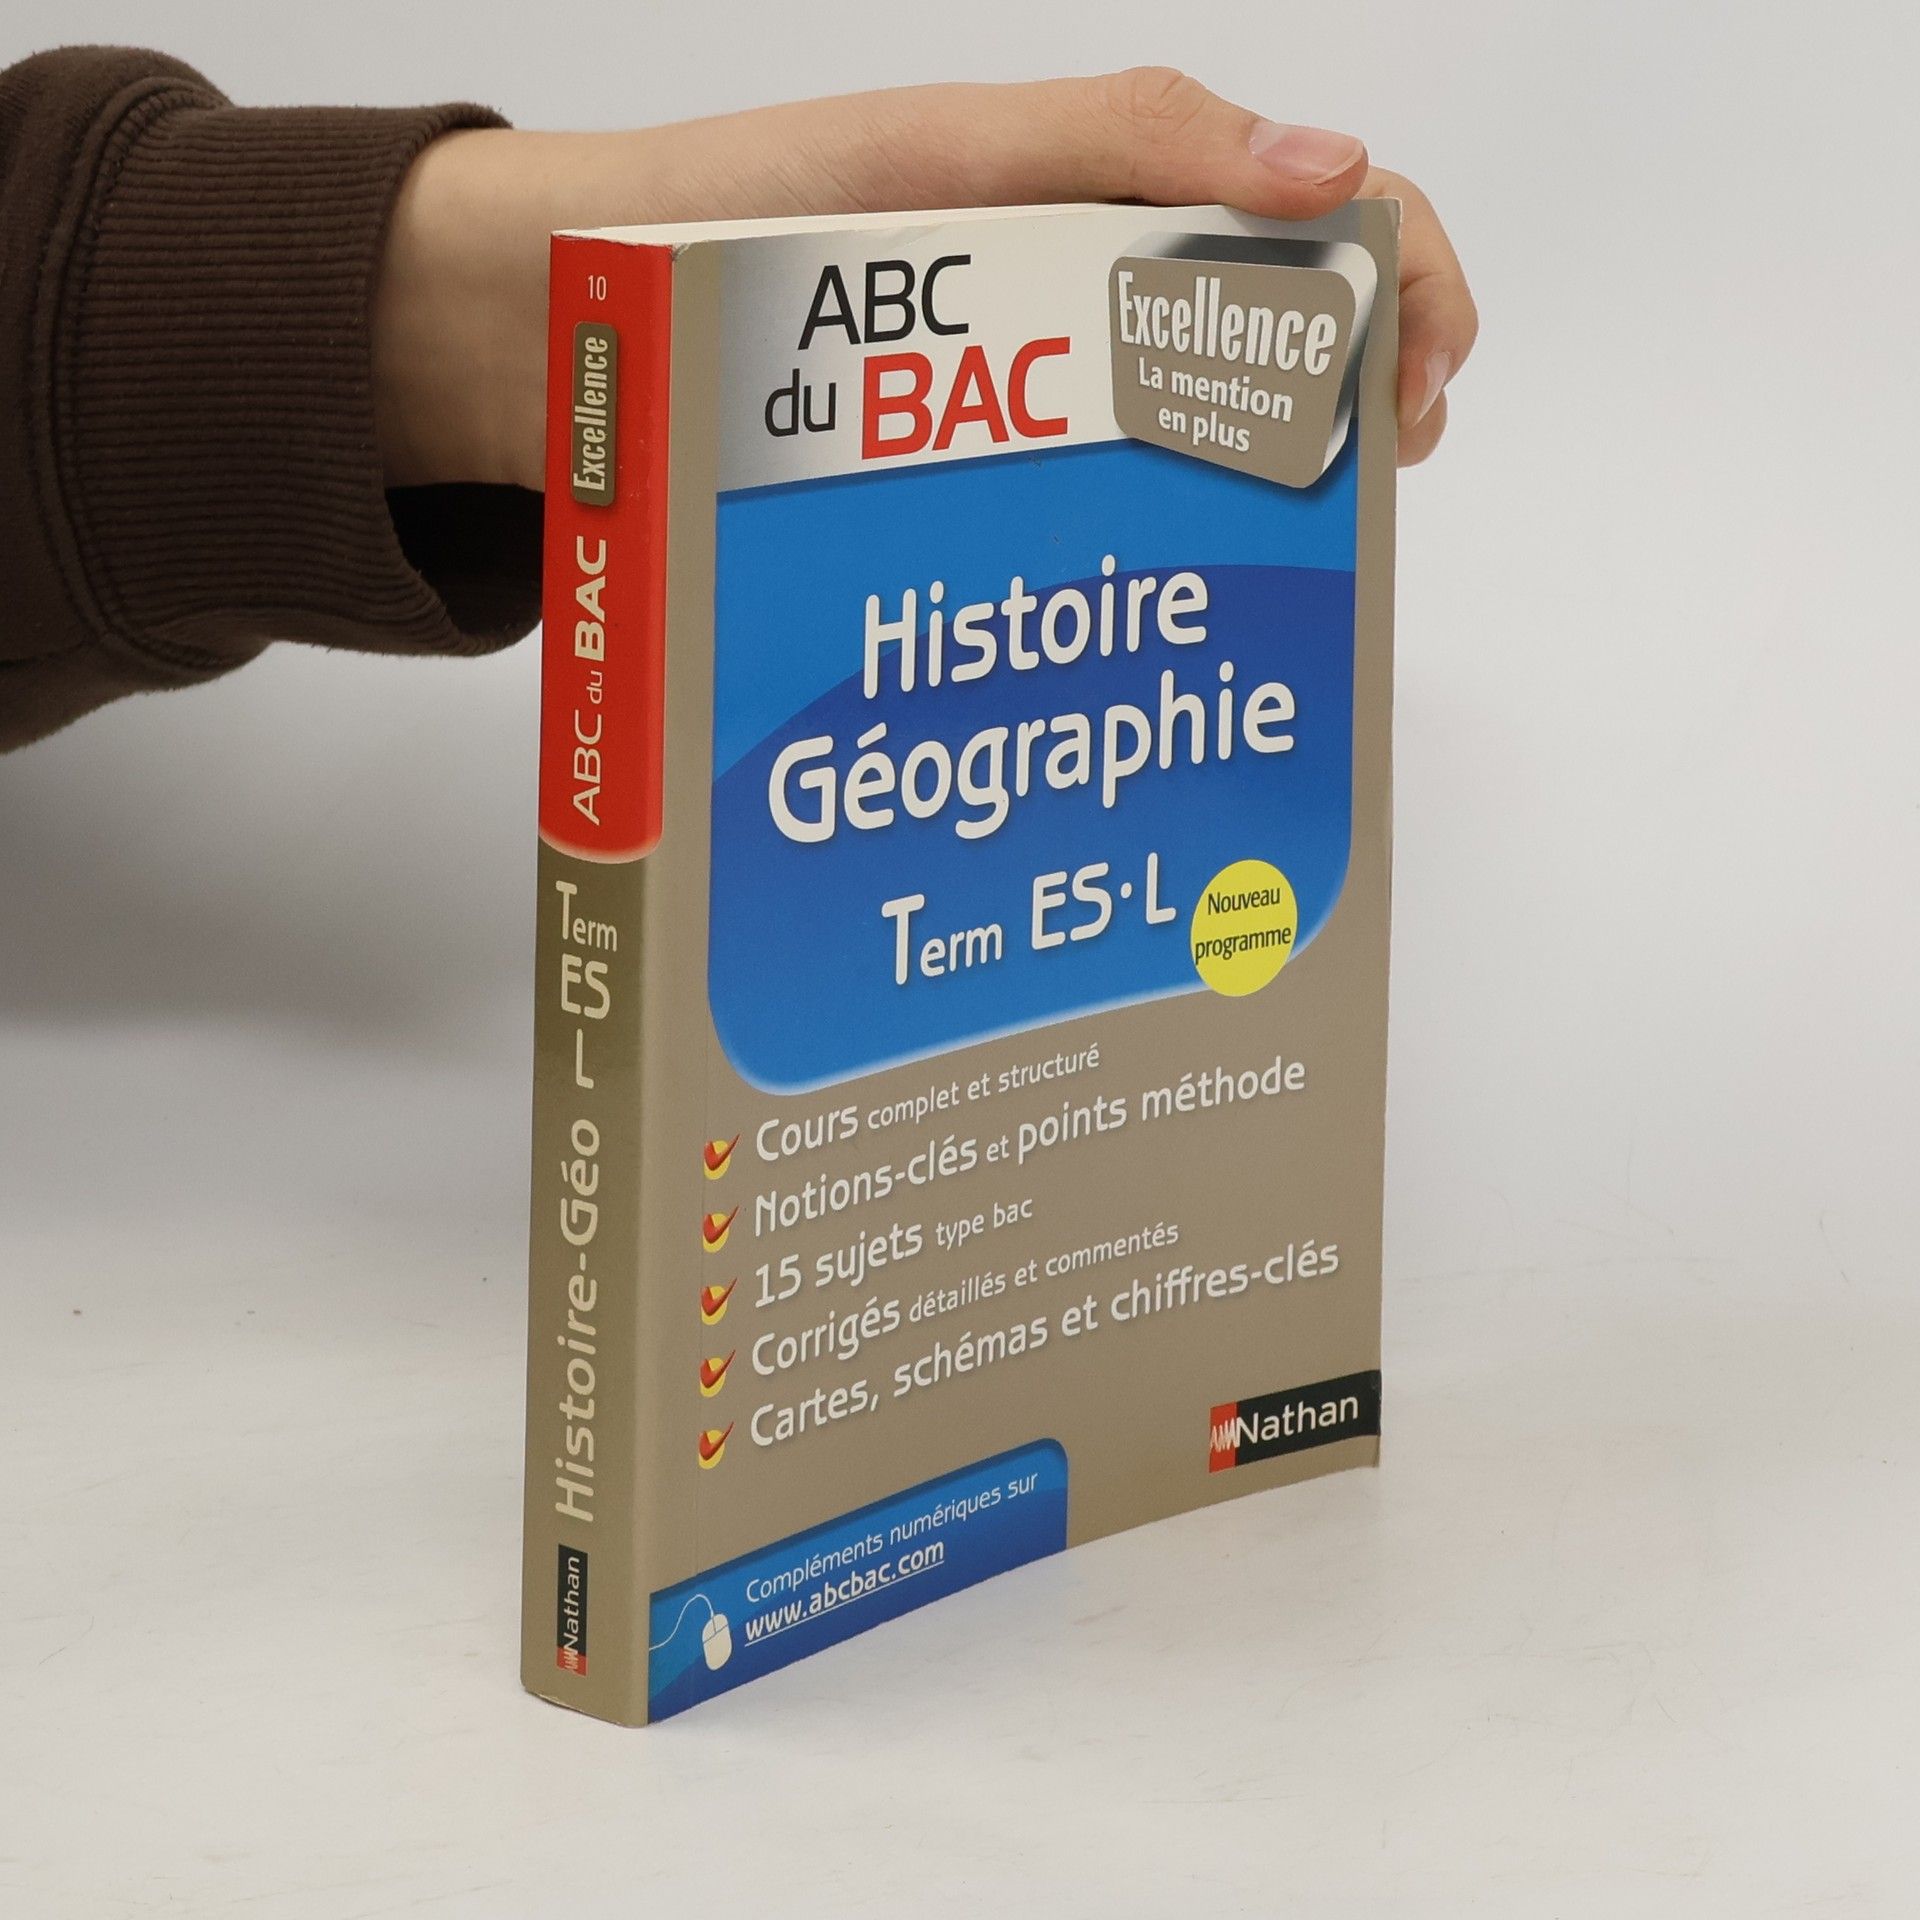 10
Excellence
ABC du BAC
Term
ES
L
Histoire-Géo
Nathan
ABC
du BAC
Excellence
La mention
en plus
Histoire
Géographie
Term ES·L
Nouveau
programme
Cours complet et structuré
Notions-clés et points méthode
15 sujets type bac
Corrigés détaillés et commentés
Cartes, schémas et chiffres-clés
Nathan
Compléments numériques sur
www.abcbac.com